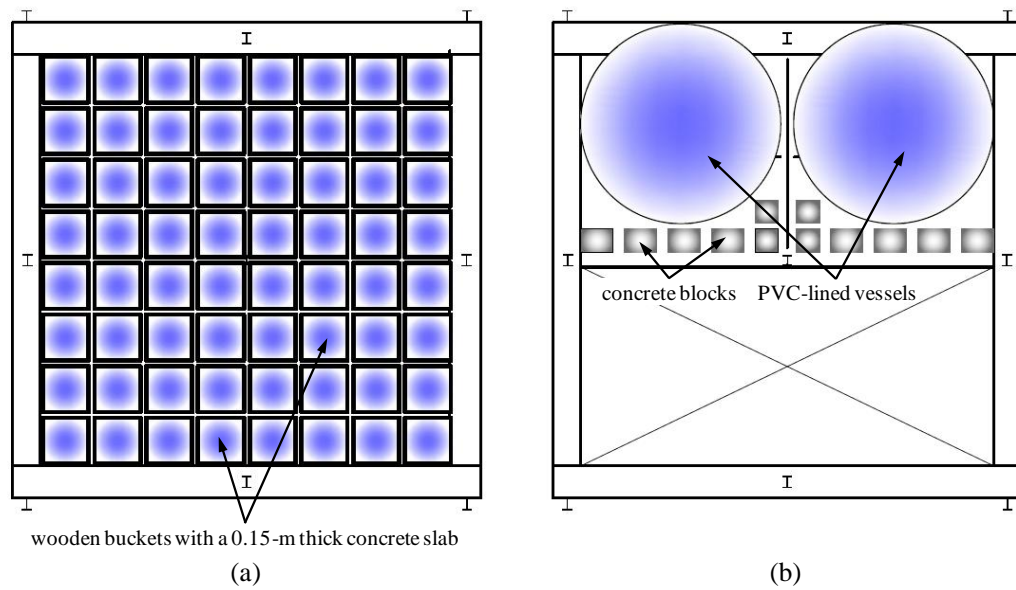 concrete blocks PVC-lined vessels
wooden buckets with a 0.15-m thick concrete slab
(a) (b)